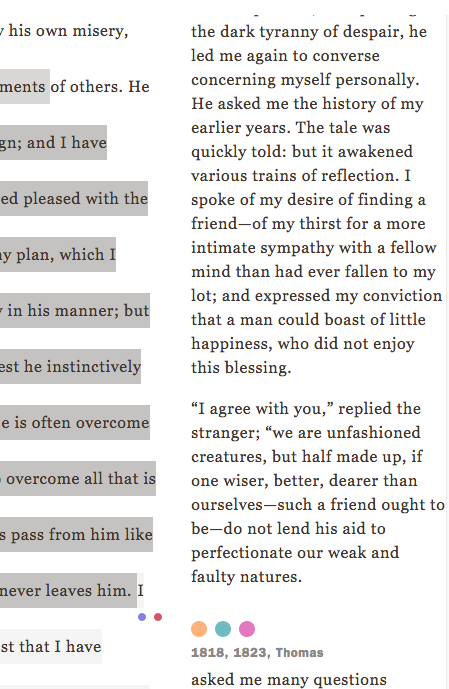 his own misery,
of others. He
and I have
pleased with the
plan, which I
in his manner; but
he instinctively
is often overcome
overcome all that is
pass from him like
never leaves him. I
that I have
the dark tyranny of despair, he
led me again to converse
concerning myself personally.
He asked me the history of my
earlier years. The tale was
quickly told: but it awakened
various trains of reflection. I
spoke of my desire of finding a
friend—of my thirst for a more
intimate sympathy with a fellow
mind than had ever fallen to my
lot; and expressed my conviction
that a man could boast of little
happiness, who did not enjoy
this blessing.
“I agree with you,” replied the
stranger; “we are unfashioned
creatures, but half made up, if
one wiser, better, dearer than
ourselves—such a friend ought to
be—do not lend his aid to
perfectionate our weak and
faulty natures.
1818, 1823, Thomas
asked me many questions